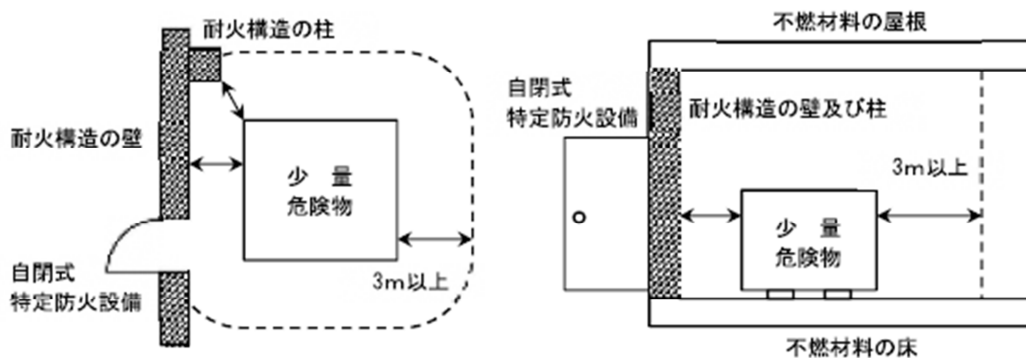 耐火構造の柱
耐火構造の壁
少　量
危険物
3m以上
自閉式
特定防火設備
不燃材料の屋根
自閉式
特定防火設備
耐火構造の壁及び柱
3m以上
少　量
危険物
不燃材料の床